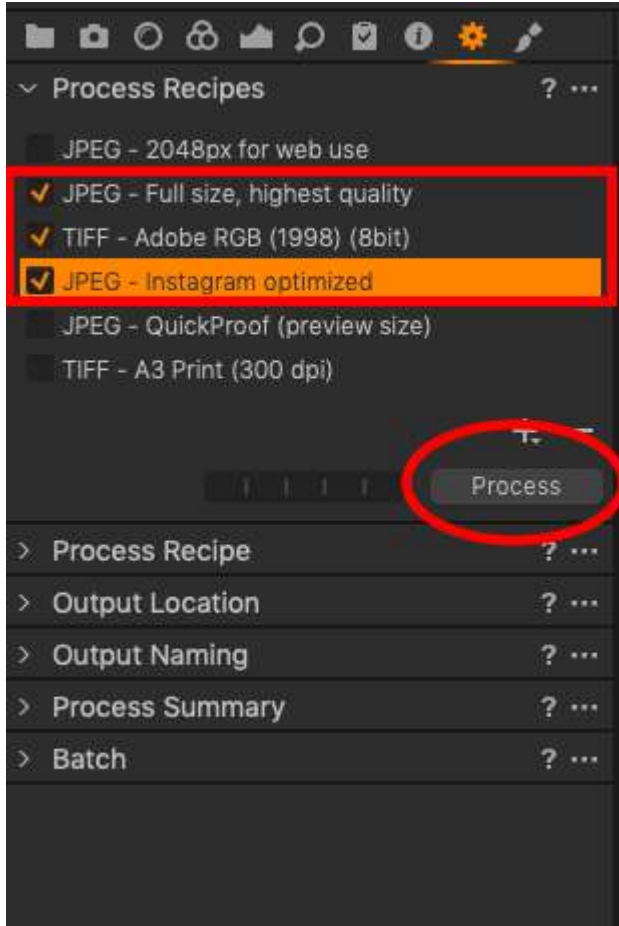 Process Recipes ? ...
JPEG - 2048px for web use
JPEG - Full size, highest quality
TIFF - Adobe RGB (1998) (8bit)
JPEG - Instagram optimized
JPEG - QuickProof (preview size)
TIFF - A3 Print (300 dpi)
Process
Process Recipe ? ...
Output Location ? ...
Output Naming ? ...
Process Summary ? ...
Batch ? ...